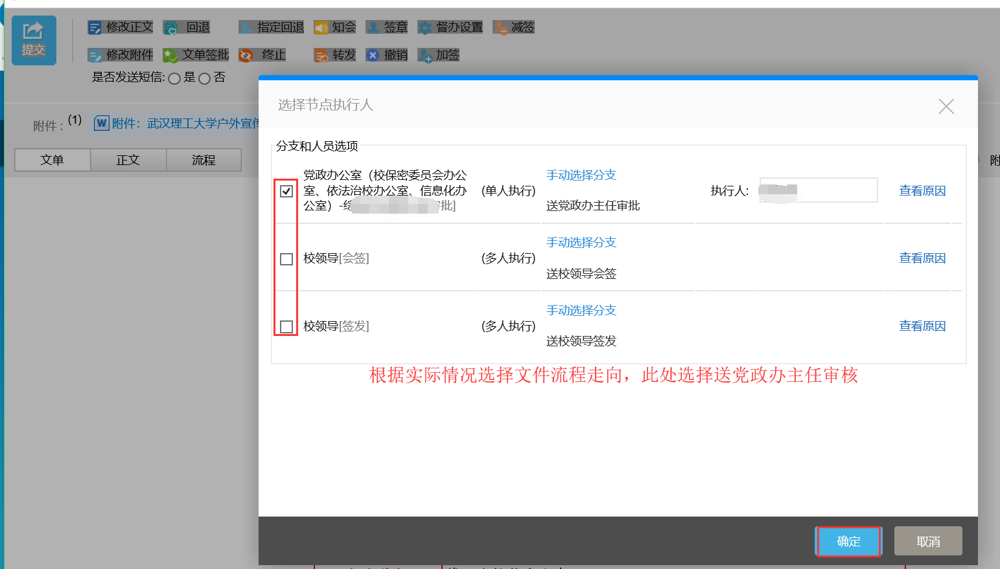 提交
修改正文 回退 指定回退 知会 签章 督办设置 减签
修改附件 文单签批 终止 转发 撤销 加签
是否发送短信: 是 否
附件: (1) 附件：武汉理工大学户外宣传
文单 正文 流程
附
选择节点执行人
分支和人员选项
党政办公室（校保密委员会办公
室、依法治校办公室、信息化办
公室）-综 批]
(单人执行)
手动选择分支
送党政办主任审批
执行人:
查看原因
校领导[会签]
(多人执行)
手动选择分支
送校领导会签
查看原因
校领导[签发]
(多人执行)
手动选择分支
送校领导签发
查看原因
根据实际情况选择文件流程走向，此处选择送党政办主任审核
确定 取消